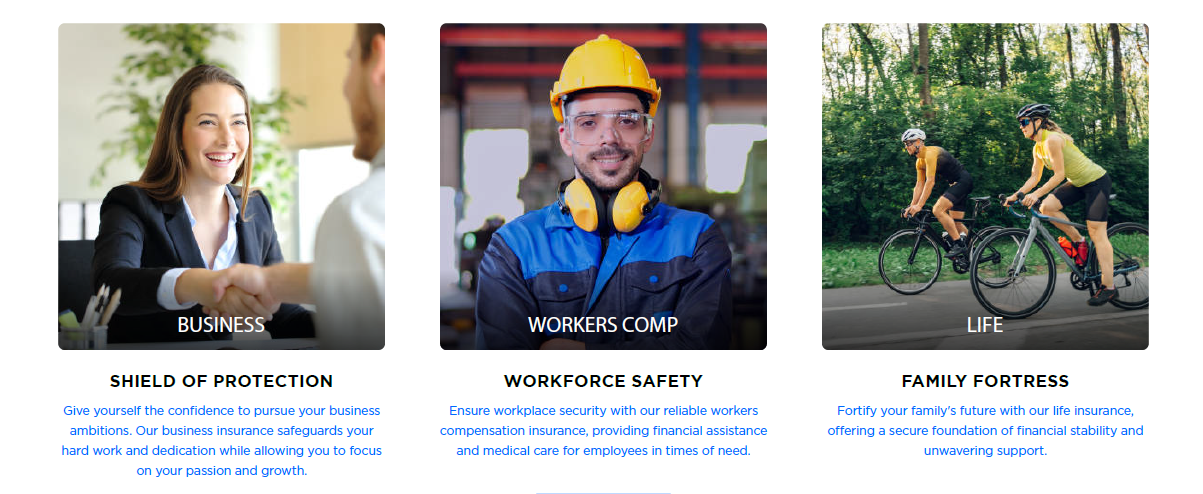 BUSINESS
WORKERS COMP
LIFE
SHIELD OF PROTECTION
Give yourself the confidence to pursue your business
ambitions. Our business insurance safeguards your
hard work and dedication while allowing you to focus
on your passion and growth.
WORKFORCE SAFETY
Ensure workplace security with our reliable workers
compensation insurance, providing financial assistance
and medical care for employees in times of need.
FAMILY FORTRESS
Fortify your family's future with our life insurance,
offering a secure foundation of financial stability and
unwavering support.